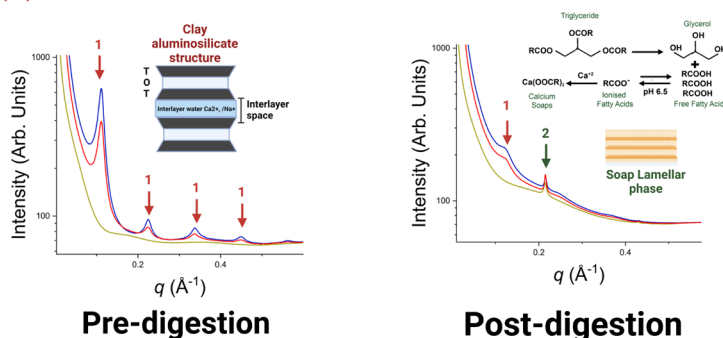 Clay
aluminosilicate
structure
1
1000
T
O
T
Interlayer water Ca2+, /Na+
Interlayer
space
1
1
1
100
Intensity (Arb. Units)
0.2
0.4
q (Å-1)
Pre-digestion
Triglyceride
Glycerol
OCOR
RCOO
OCOR
OH
OH
OH
+
Ca(OOCR)2
Ca+2
RCOO-
pH 6.5
RCOOH
RCOOH
RCOOH
Calcium
Soaps
Ionised
Fatty Acids
Free Fatty Acid
1000
1
2
Soap Lamellar
phase
100
Intensity (Arb. Units)
0.2
0.4
q (Å-1)
Post-digestion